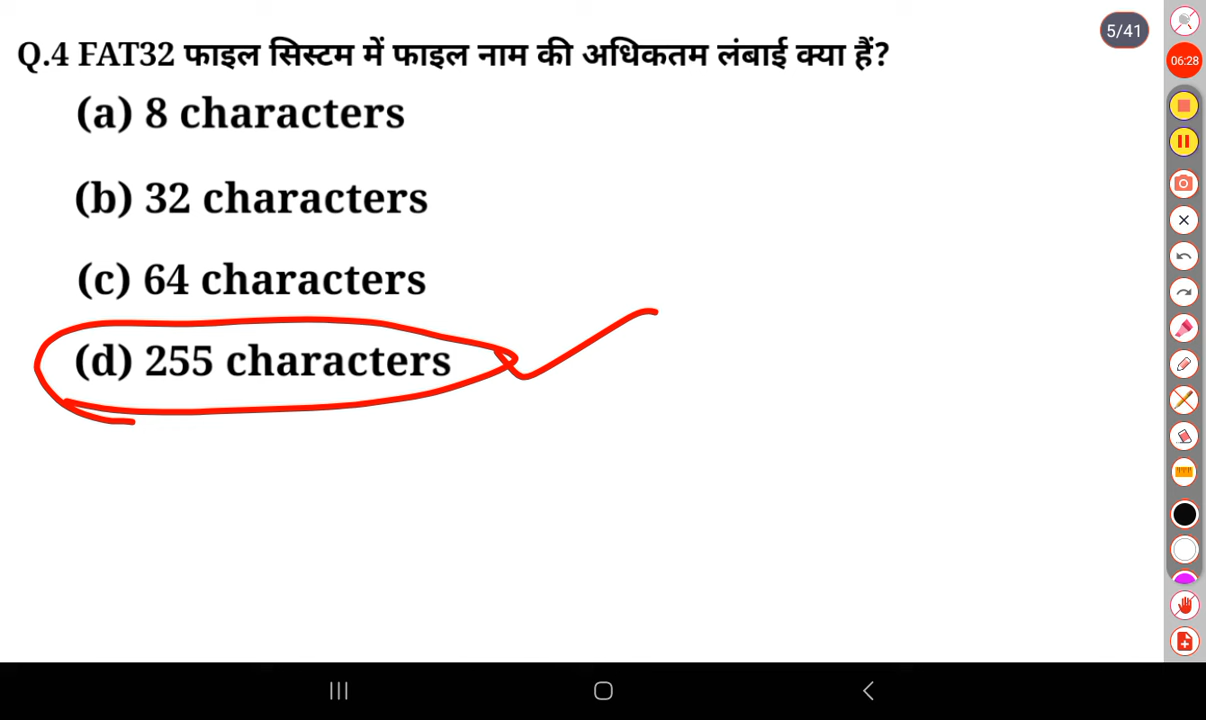 5/41
Q.4 FAT32 फाइल सिस्टम में फाइल नाम की अधिकतम लंबाई क्या हैं?
06:28
(a) 8 characters
(b) 32 characters
(c) 64 characters
(d) 255 characters